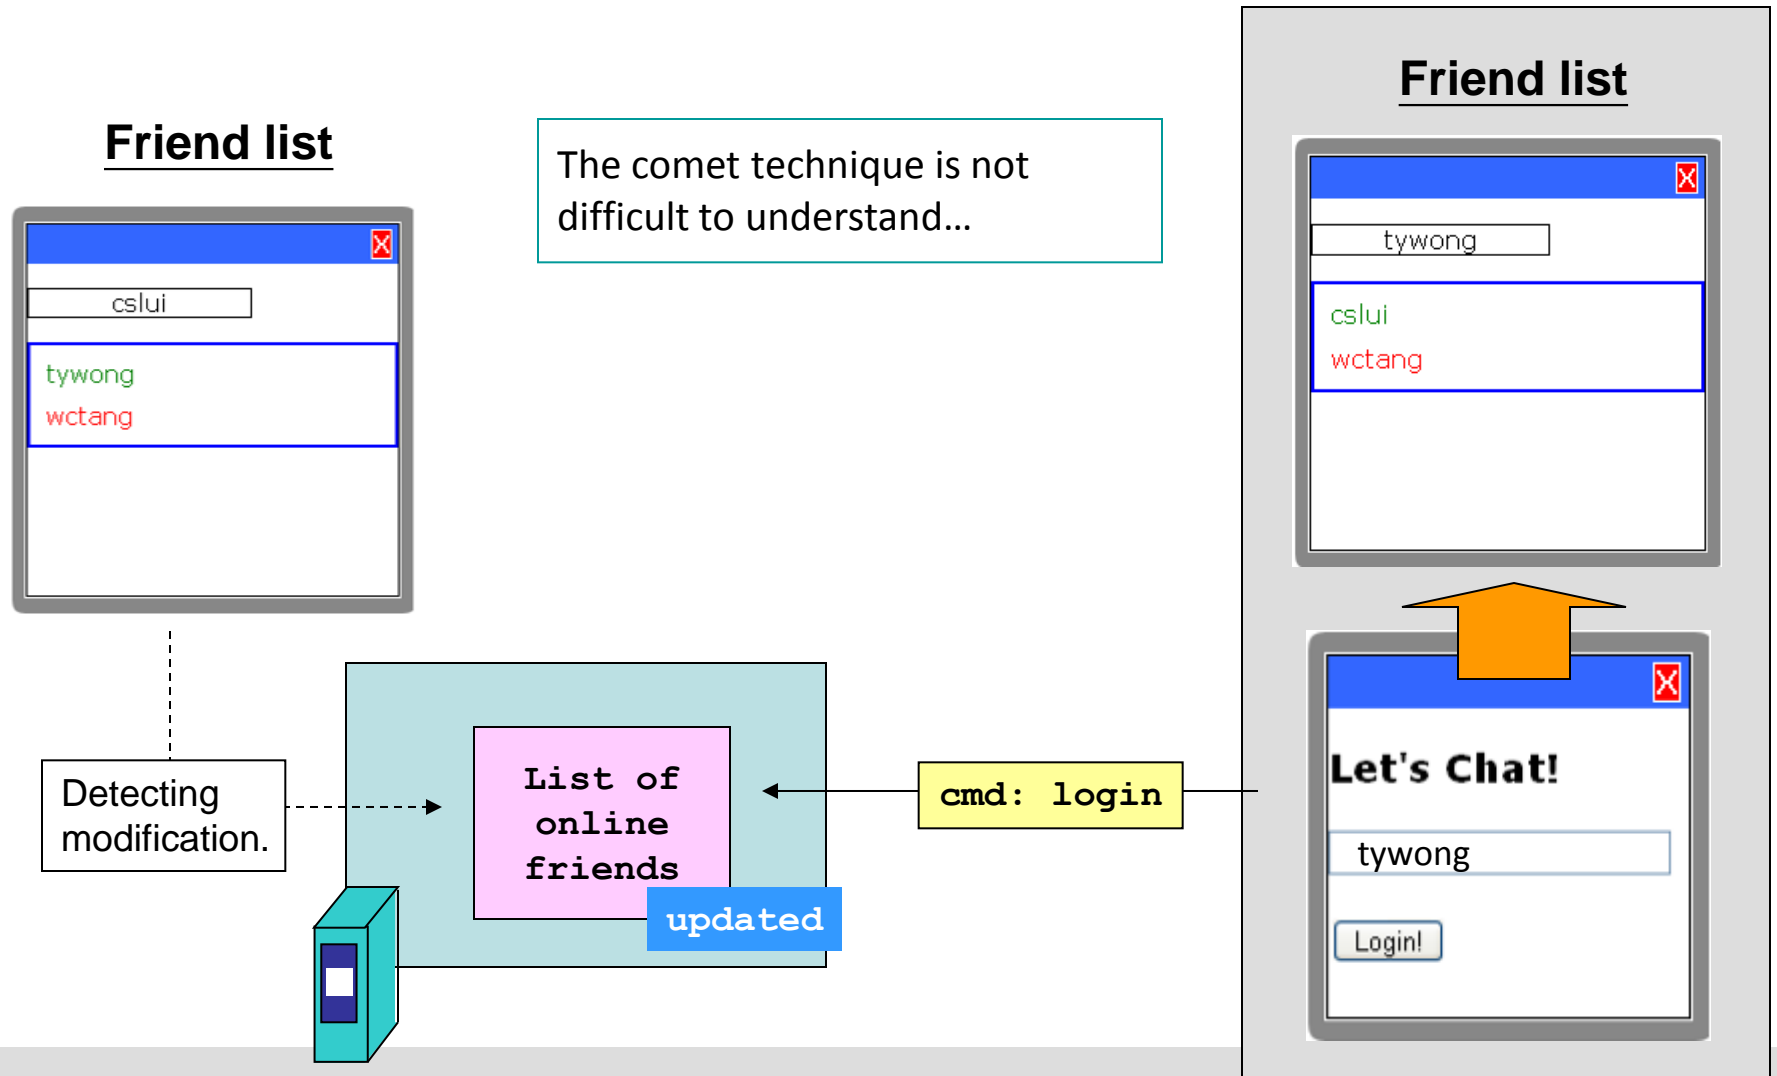 Friend list
X
cslui
tywong
wctang
The comet technique is not
difficult to understand…
Detecting
modification.
List of
online
friends
updated
cmd: login
Friend list
X
tywong
cslui
wctang
X
Let's Chat!
tywong
Login!